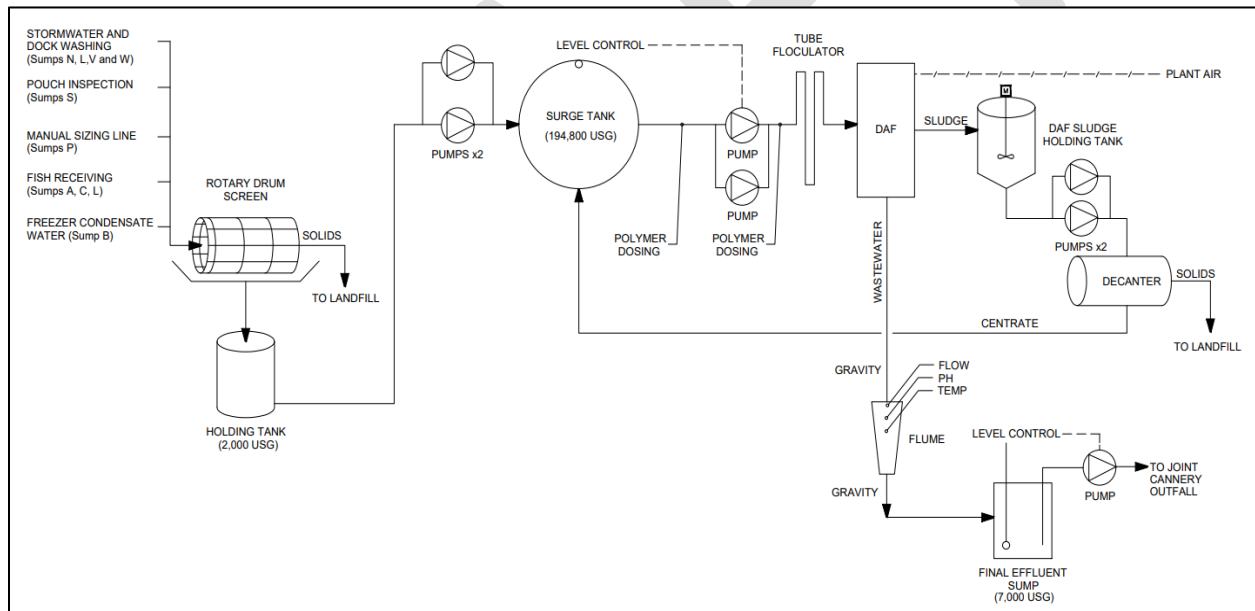 STORMWATER AND
DOCK WASHING
(Sumps N, L,V and W)
POUCH INSPECTION
(Sumps S)
MANUAL SIZING LINE
(Sumps P)
FISH RECEIVING
(Sumps A, C, L)
FREEZER CONDENSATE
WATER (Sump B)
ROTARY DRUM
SCREEN
SOLIDS
TO LANDFILL
HOLDING TANK
(2,000 USG)
PUMPS x2
LEVEL CONTROL
SURGE TANK
(194,800 USG)
PUMP
PUMP
POLYMER
DOSING
POLYMER
DOSING
TUBE
FLOCULATOR
DAF
PLANT AIR
SLUDGE
M
DAF SLUDGE
HOLDING TANK
PUMPS x2
DECANTER
SOLIDS
TO LANDFILL
CENTRATE
WASTEWATER
GRAVITY
FLOW
PH
TEMP
FLUME
GRAVITY
LEVEL CONTROL
PUMP
TO JOINT
CANNERY
OUTFALL
FINAL EFFLUENT
SUMP
(7,000 USG)